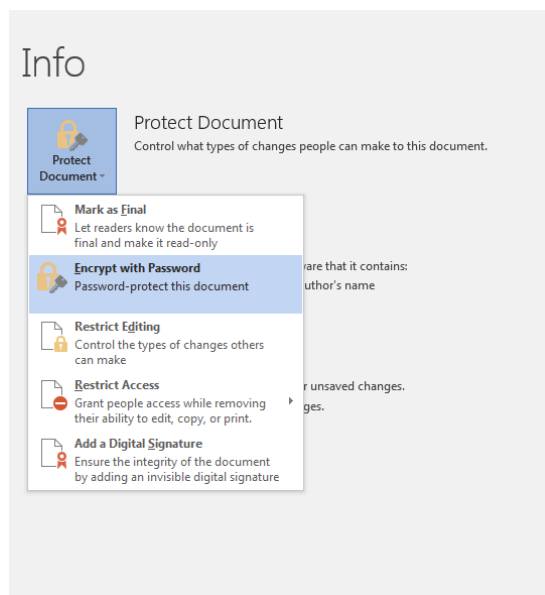 Info
Protect Document
Control what types of changes people can make to this document.
Protect
Document
Mark as Final
Let readers know the document is
final and make it read-only
Encrypt with Password
Password-protect this document
Restrict Editing
Control the types of changes others
can make
Restrict Access
Grant people access while removing
their ability to edit, copy, or print.
Add a Digital Signature
Ensure the integrity of the document
by adding an invisible digital signature
that it contains:
author's name
unsaved changes.